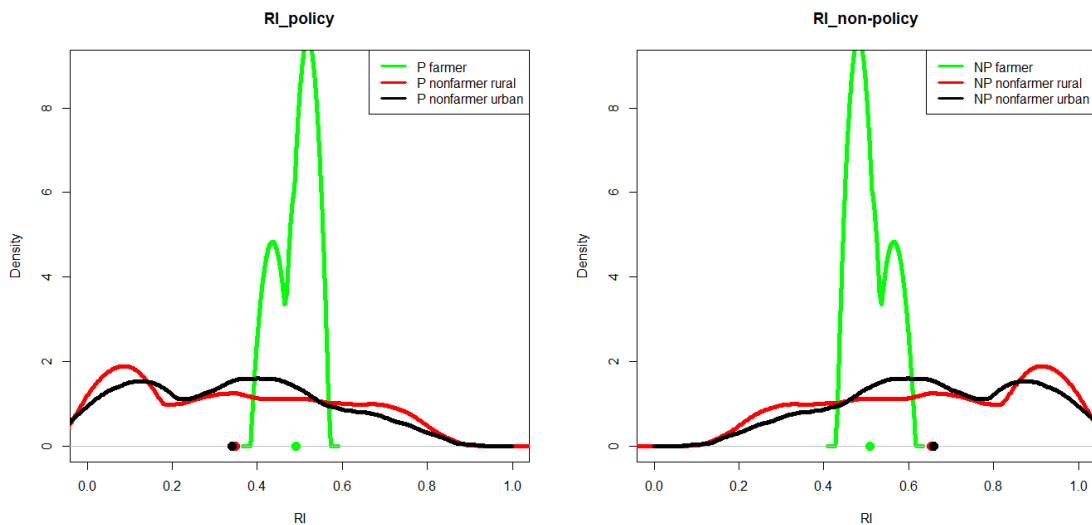 RI_policy
P farmer
P nonfarmer rural
P nonfarmer urban
Density
0
2
4
6
8
0.0
0.2
0.4
0.6
0.8
1.0
RI
RI_non-policy
NP farmer
NP nonfarmer rural
NP nonfarmer urban
Density
0
2
4
6
8
0.0
0.2
0.4
0.6
0.8
1.0
RI